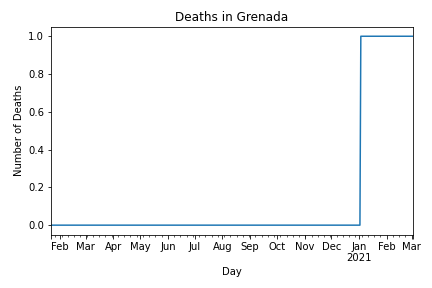 Deaths in Grenada
1.0
0.8
0.6
0.4
0.2
0.0
Number of Deaths
Feb Mar Apr May Jun Jul Aug Sep Oct Nov Dec Jan Feb Mar
2021
Day